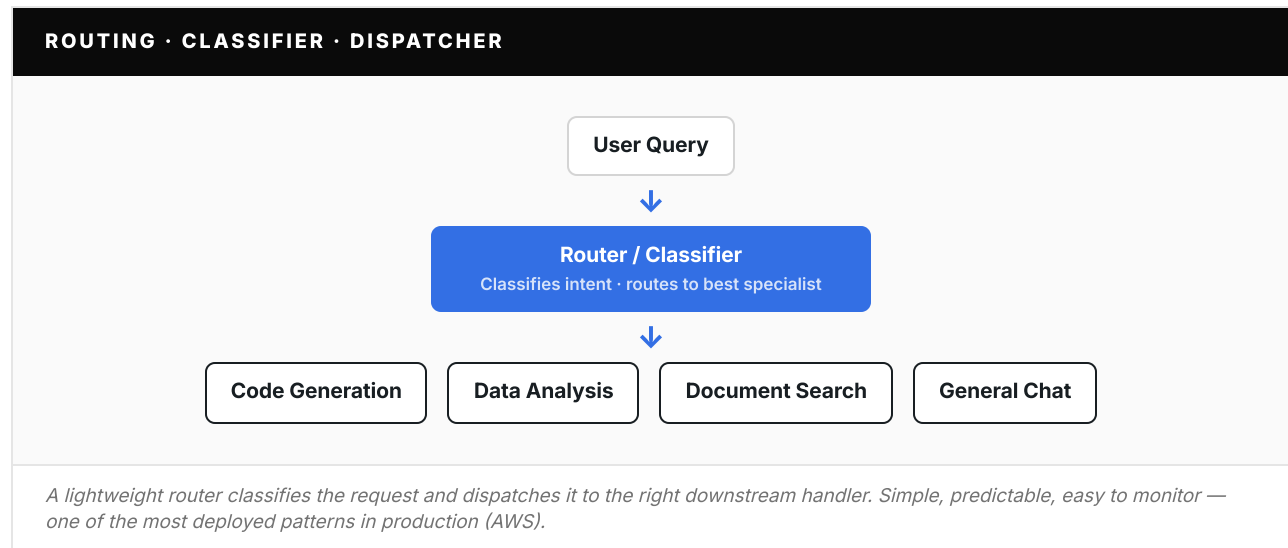 ROUTING · CLASSIFIER · DISPATCHER
User Query
Router / Classifier
Classifies intent · routes to best specialist
Code Generation
Data Analysis
Document Search
General Chat
A lightweight router classifies the request and dispatches it to the right downstream handler. Simple, predictable, easy to monitor —
one of the most deployed patterns in production (AWS).